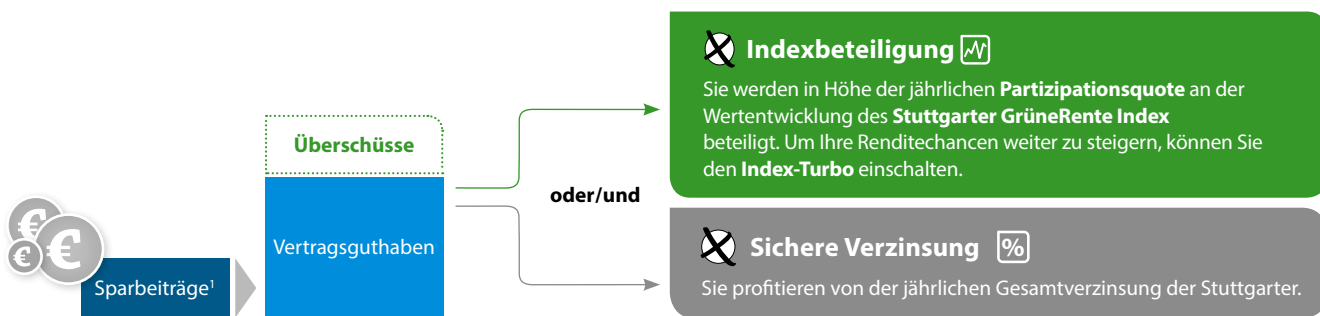 Indexbeteiligung
Sie werden in Höhe der jährlichen Partizipationsquote an der
Wertentwicklung des Stuttgarter GrüneRente Index
beteiligt. Um Ihre Renditechancen weiter zu steigern, können Sie
den Index-Turbo einschalten.
Überschüsse
oder/und
Vertragsguthaben
€
€
€
Sparbeiträge¹
Sichere Verzinsung %
Sie profitieren von der jährlichen Gesamtverzinsung der Stuttgarter.